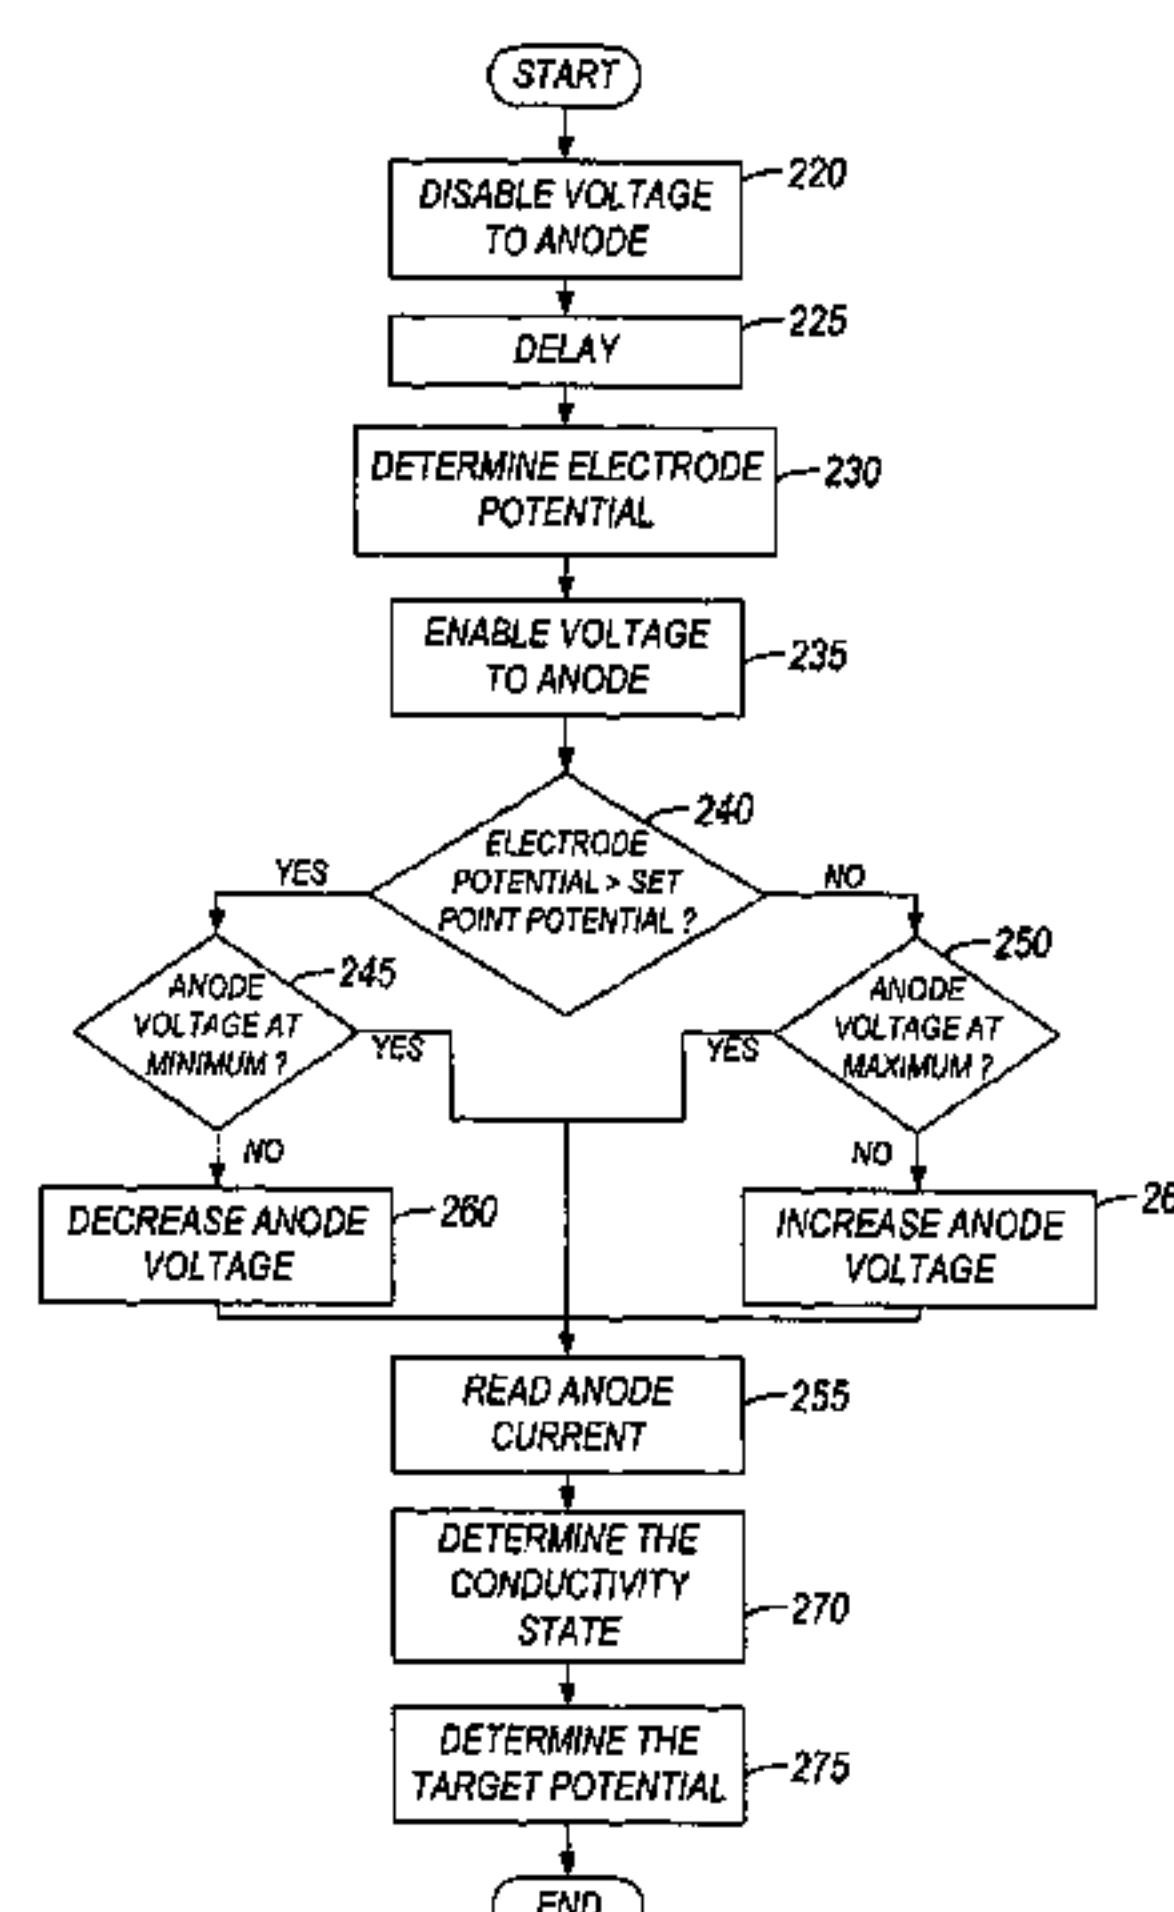 START
DISABLE VOLTAGE
TO ANODE
220
DELAY
225
DETERMINE ELECTRODE
POTENTIAL
230
ENABLE VOLTAGE
TO ANODE
235
ELECTRODE
POTENTIAL > SET
POINT POTENTIAL ?
240
YES
NO
ANODE
VOLTAGE AT
MINIMUM ?
245
YES
ANODE
VOLTAGE AT
MAXIMUM ?
250
YES
NO
NO
DECREASE ANODE
VOLTAGE
260
INCREASE ANODE
VOLTAGE
READ ANODE
CURRENT
255
DETERMINE THE
CONDUCTIVITY
STATE
270
DETERMINE THE
TARGET POTENTIAL
275
END